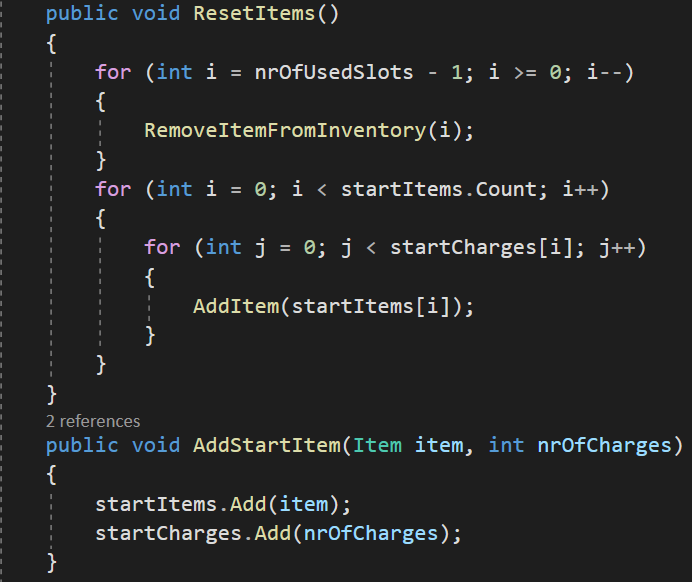 public void ResetItems()
{
for (int i = nrOfUsedSlots - 1; i >= 0; i--)
{
RemoveItemFromInventory(i);
}
for (int i = 0; i < startItems.Count; i++)
{
for (int j = 0; j < startCharges[i]; j++)
{
AddItem(startItems[i]);
}
}
}
2 references
public void AddStartItem(Item item, int nrOfCharges)
{
startItems.Add(item);
startCharges.Add(nrOfCharges);
}